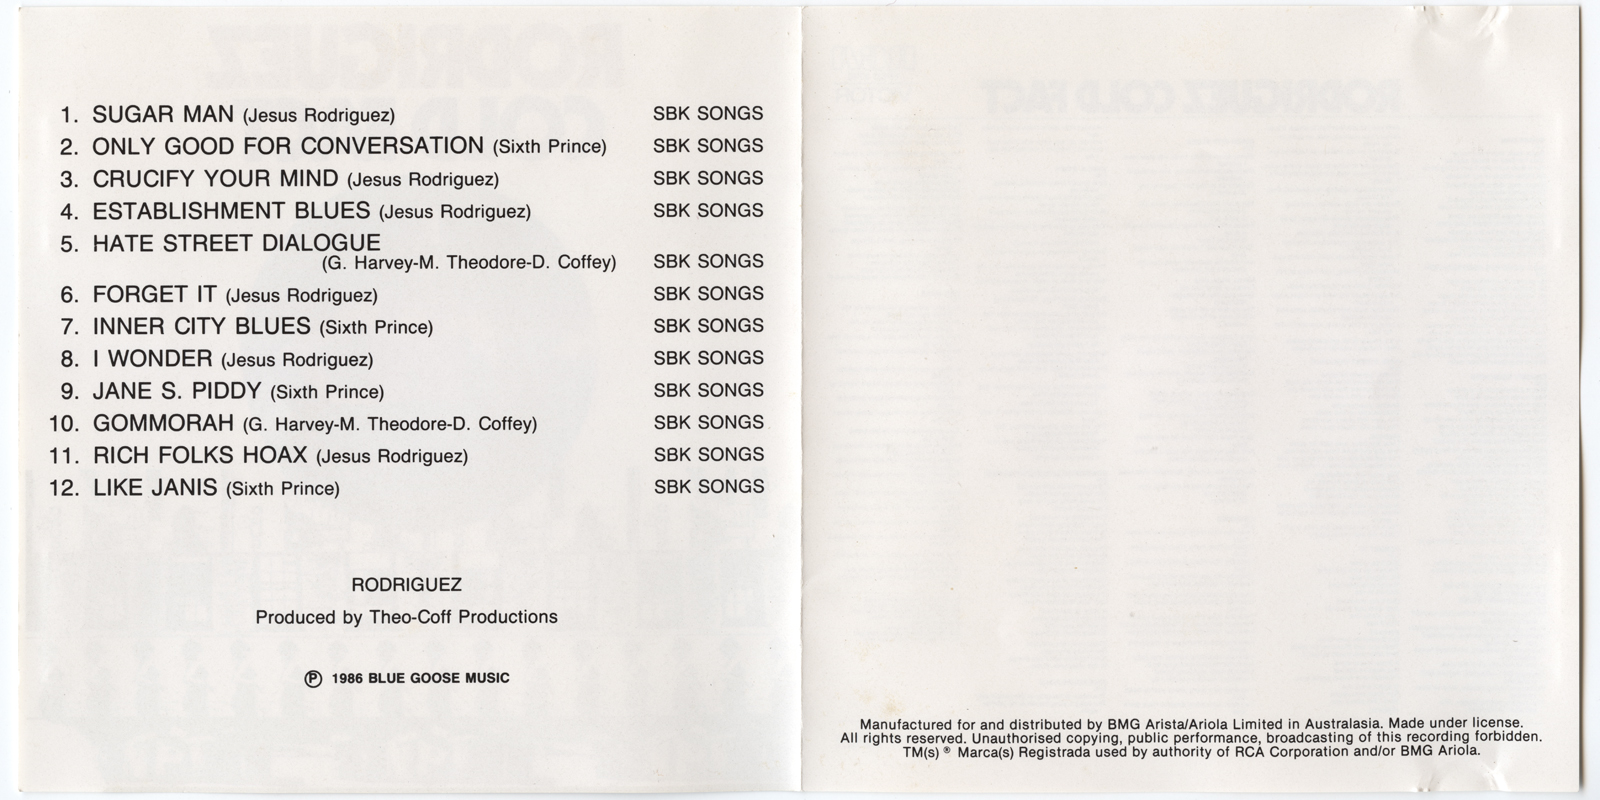 1. SUGAR MAN (Jesus Rodriguez) SBK SONGS
2. ONLY GOOD FOR CONVERSATION (Sixth Prince) SBK SONGS
3. CRUCIFY YOUR MIND (Jesus Rodriguez) SBK SONGS
4. ESTABLISHMENT BLUES (Jesus Rodriguez) SBK SONGS
5. HATE STREET DIALOGUE
(G. Harvey-M. Theodore-D. Coffey) SBK SONGS
6. FORGET IT (Jesus Rodriguez) SBK SONGS
7. INNER CITY BLUES (Sixth Prince) SBK SONGS
8. I WONDER (Jesus Rodriguez) SBK SONGS
9. JANE S. PIDDY (Sixth Prince) SBK SONGS
10. GOMMORAH (G. Harvey-M. Theodore-D. Coffey) SBK SONGS
11. RICH FOLKS HOAX (Jesus Rodriguez) SBK SONGS
12. LIKE JANIS (Sixth Prince) SBK SONGS
RODRIGUEZ
Produced by Theo-Coff Productions
℗ 1986 BLUE GOOSE MUSIC
Manufactured for and distributed by BMG Arista/Ariola Limited in Australasia. Made under license.
All rights reserved. Unauthorised copying, public performance, broadcasting of this recording forbidden.
TM(s) ® Marca(s) Registrada used by authority of RCA Corporation and/or BMG Ariola.